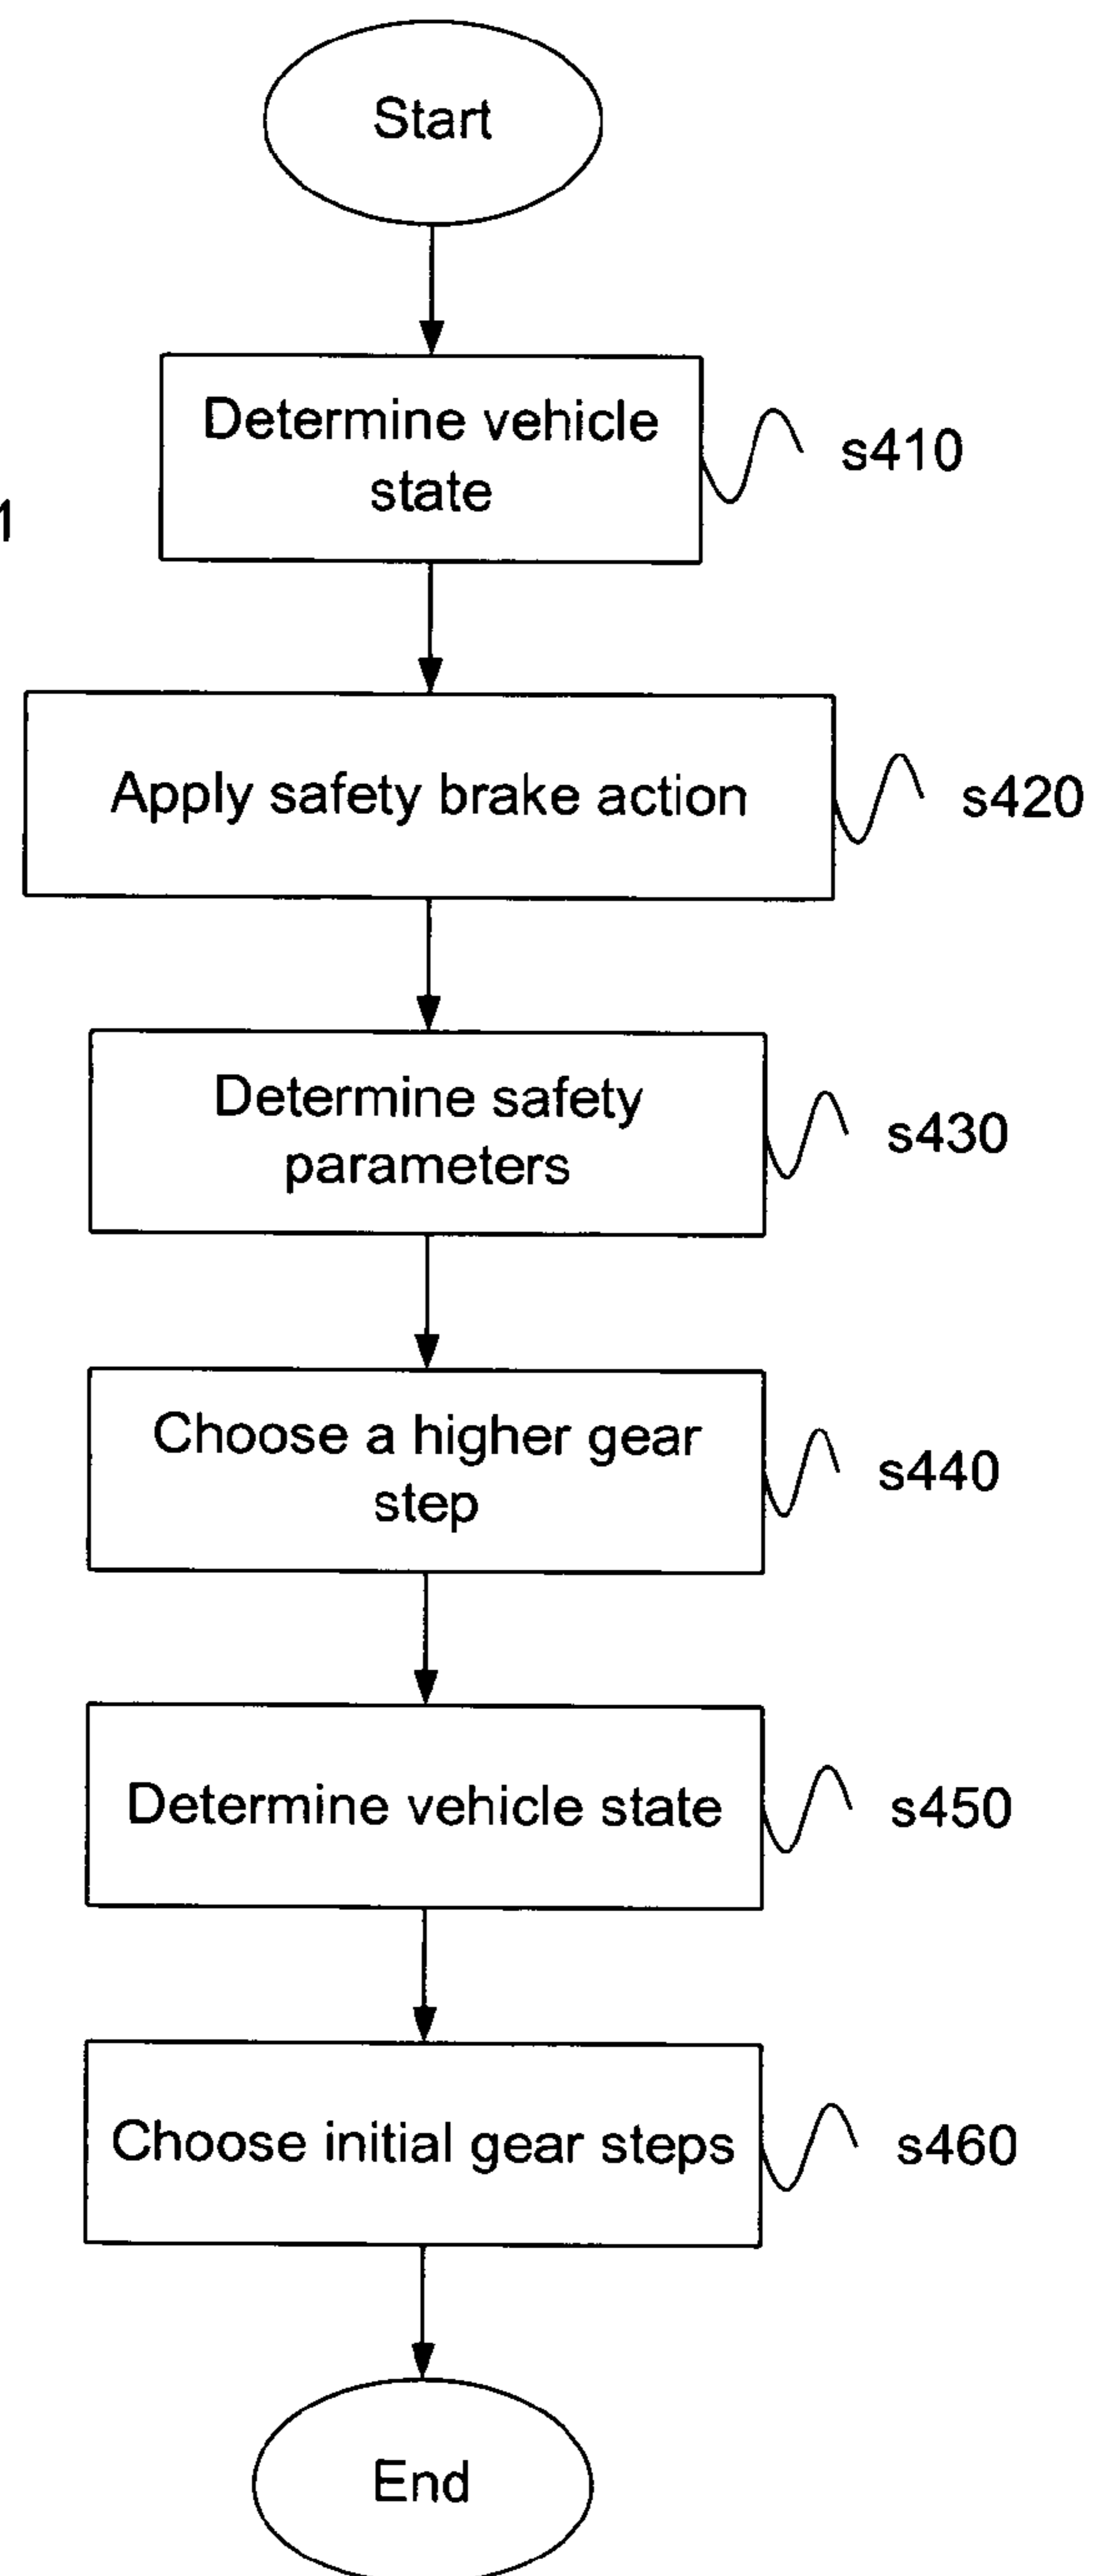 Start
Determine vehicle
state
s410
1
Apply safety brake action
s420
Determine safety
parameters
s430
Choose a higher gear
step
s440
Determine vehicle state
s450
Choose initial gear steps
s460
End